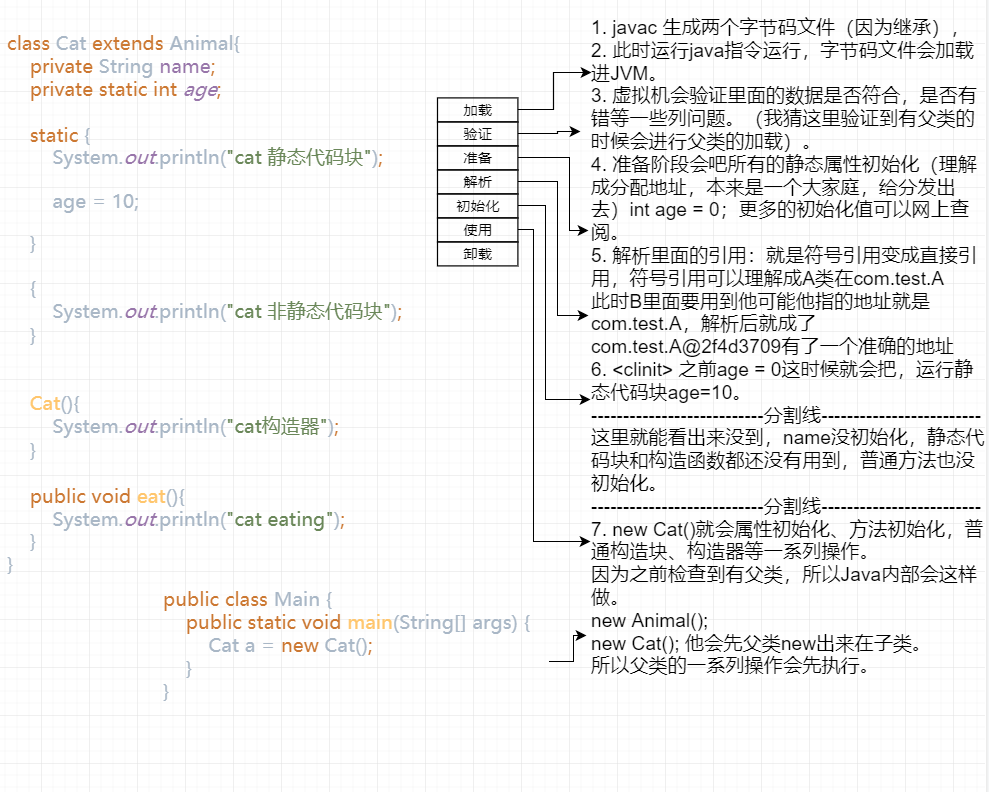 class Cat extends Animal{
private String name;
private static int age;
static {
System.out.println("cat 静态代码块");
age = 10;
}
{
System.out.println("cat 非静态代码块");
}
Cat(){
System.out.println("cat构造器");
}
public void eat(){
System.out.println("cat eating");
}
}
public class Main {
public static void main(String[] args) {
Cat a = new Cat();
}
}
加载
验证
准备
解析
初始化
使用
卸载
1. javac 生成两个字节码文件（因为继承），
2. 此时运行java指令运行，字节码文件会加载
进JVM。
3. 虚拟机会验证里面的数据是否符合，是否有
错等一些列问题。（我猜这里验证到有父类的
时候会进行父类的加载）。
4. 准备阶段会吧所有的静态属性初始化（理解
成分配地址，本来是一个大家庭，给分发出
去）int age = 0；更多的初始化值可以网上查
阅。
5. 解析里面的引用：就是符号引用变成直接引
用，符号引用可以理解成A类在com.test.A
此时B里面要用到他可能他指的地址就是
com.test.A，解析后就成了
com.test.A@2f4d3709有了一个准确的地址
6. <clinit> 之前age = 0这时候就会把，运行静
态代码块age=10。
---------------------------分割线-------------------------
这里就能看出来没到，name没初始化，静态代
码块和构造函数都还没有用到，普通方法也没
初始化。
---------------------------分割线-------------------------
7. new Cat()就会属性初始化、方法初始化，普
通构造块、构造器等一系列操作。
因为之前检查到有父类，所以Java内部会这样
做。
new Animal();
new Cat(); 他会先父类new出来在子类。
所以父类的一系列操作会先执行。